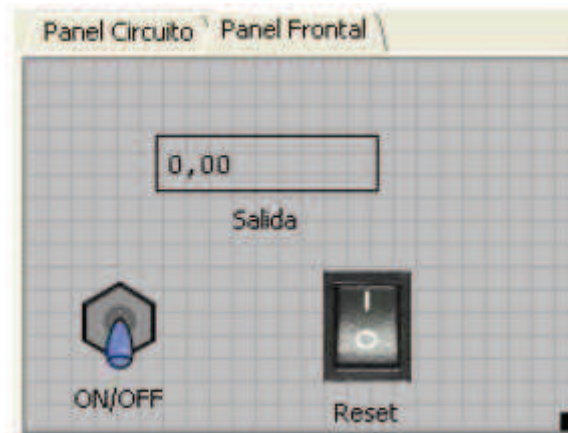 Panel Circuito Panel Frontal
0,00
Salida
ON/OFF
Reset